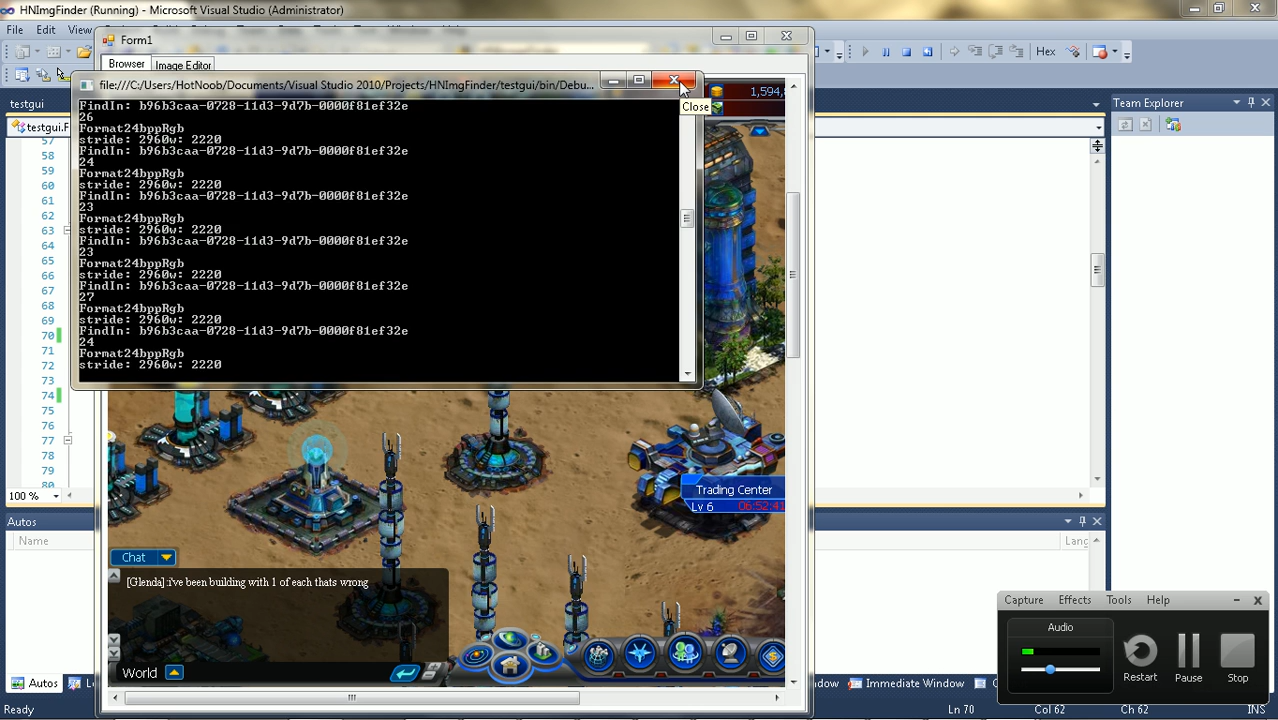 HNImgFinder (Running) - Microsoft Visual Studio (Administrator)
File Edit View
Form1
Hex
Browser Image Editor
file:///C:/Users/HotNoob/Documents/Visual Studio 2010/Projects/HNImgFinder/testgui/bin/Debu...
Close
1,594,
testgui
Team Explorer
testgui.F
FindIn: b96b3caa-0728-11d3-9d7b-0000f81ef32e
26
Format24bppRgb
stride: 2960w: 2220
FindIn: b96b3caa-0728-11d3-9d7b-0000f81ef32e
24
Format24bppRgb
stride: 2960w: 2220
FindIn: b96b3caa-0728-11d3-9d7b-0000f81ef32e
23
Format24bppRgb
stride: 2960w: 2220
FindIn: b96b3caa-0728-11d3-9d7b-0000f81ef32e
23
Format24bppRgb
stride: 2960w: 2220
FindIn: b96b3caa-0728-11d3-9d7b-0000f81ef32e
27
Format24bppRgb
stride: 2960w: 2220
FindIn: b96b3caa-0728-11d3-9d7b-0000f81ef32e
24
Format24bppRgb
stride: 2960w: 2220
57
58
59
60
61
62
63
64
65
66
67
68
69
70
71
72
73
74
75
76
77
78
79
80
100 %
Trading Center
Lv 6 06:52:41
Autos
Name
Lang
Chat
[Glenda] :i've been building with 1 of each thats wrong
World
Capture Effects Tools Help
Audio
Restart Pause Stop
Autos
Immediate Window
Ready
Ln 70 Col 62 Ch 62 INS